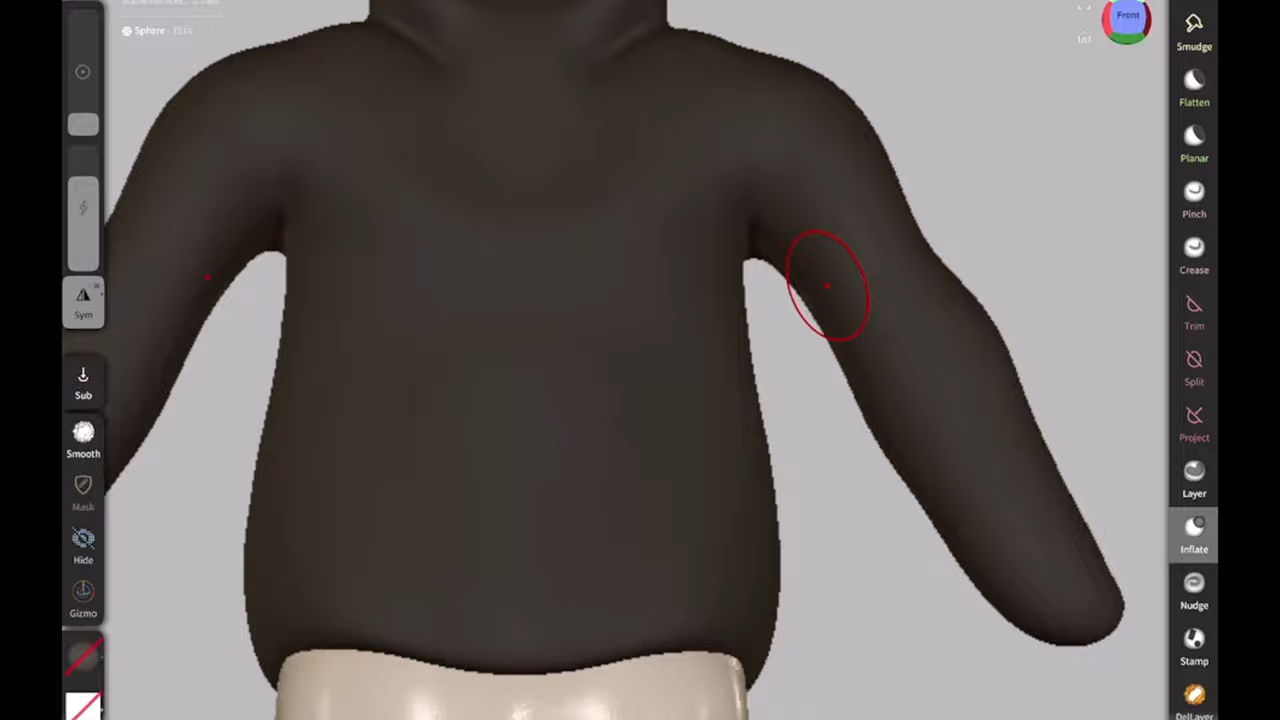 Sphere
Front
Smudge
Flatten
Planar
Pinch
Crease
Trim
Split
Project
Layer
Inflate
Nudge
Stamp
DelLayer
Sym
Sub
Smooth
Mask
Hide
Gizmo